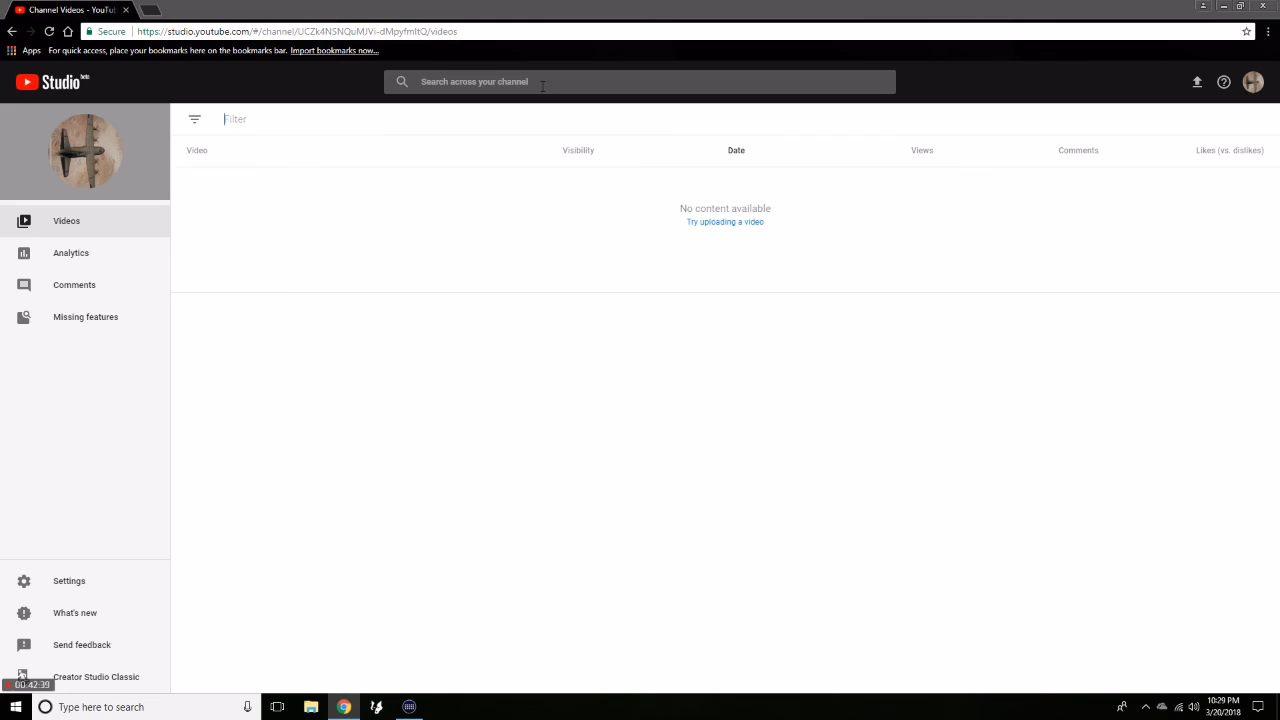 Channel Videos - YouTut
Secure
https://studio.youtube.com/#/channel/UCZk4NSNQuMJVi-dMpyfmltQ/videos
Apps
For quick access, place your bookmarks here on the bookmarks bar. Import bookmarks now...
Studio beta
Search across your channel
Filter
Video
Visibility
Date
Views
Comments
Likes (vs. dislikes)
No content available
Try uploading a video
Videos
Analytics
Comments
Missing features
Settings
What's new
Send feedback
Creator Studio Classic
00:42:39
Type here to search
10:29 PM
3/20/2018